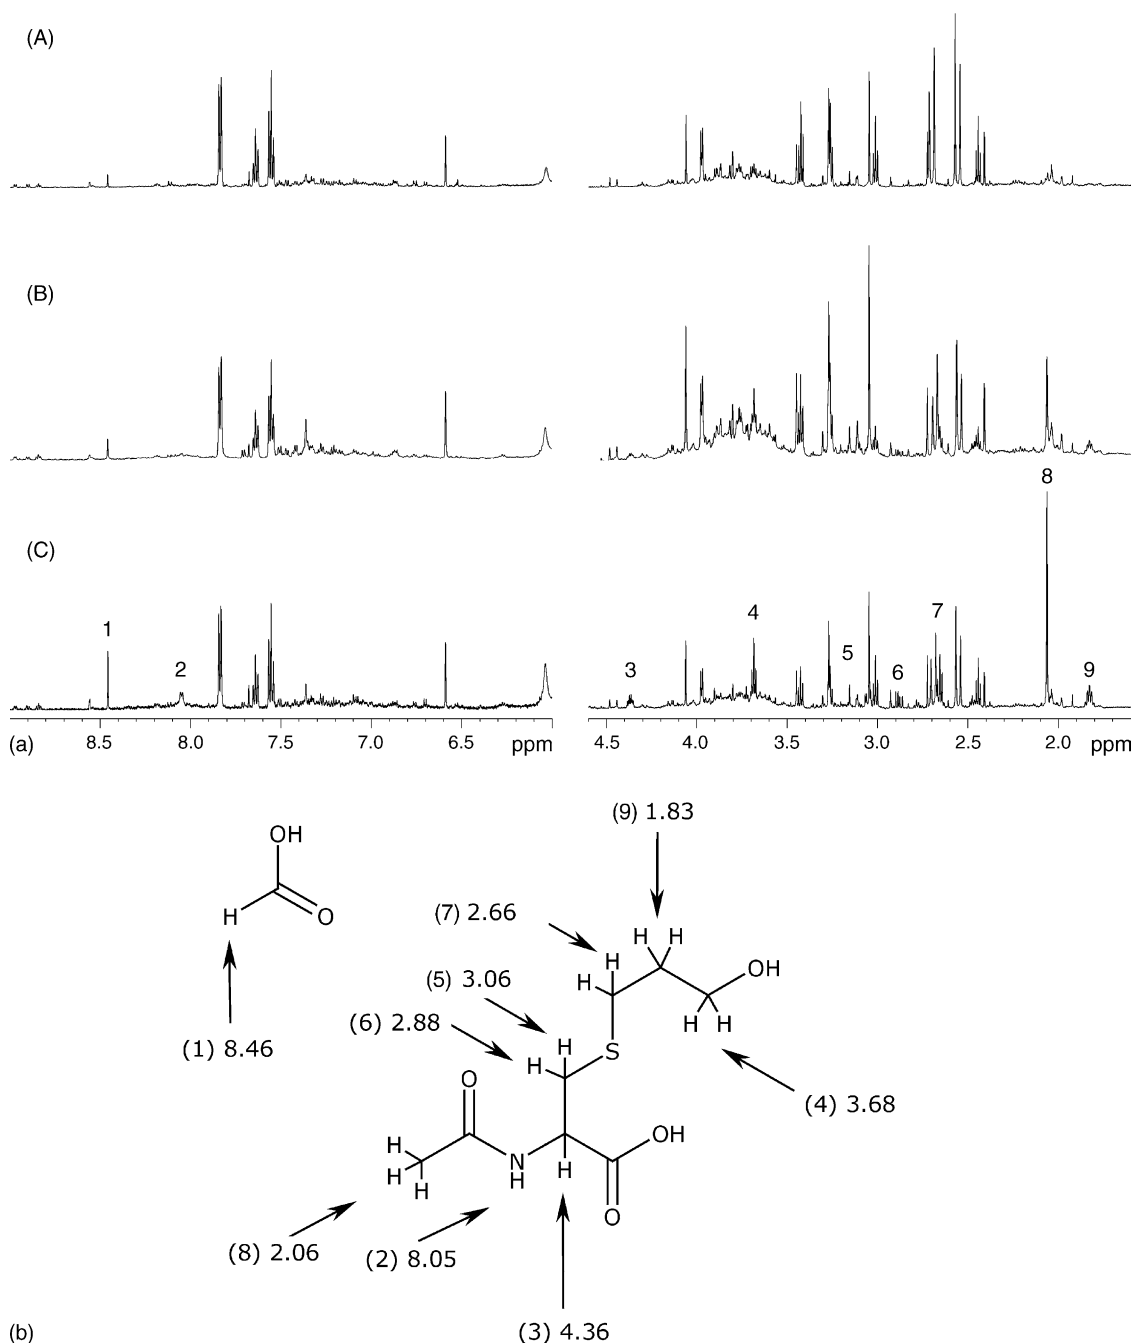 (A)
(B)
(C)
1
2
3
4
5
6
7
8
9
(a)
8.5
8.0
7.5
7.0
6.5
ppm
4.5
4.0
3.5
3.0
2.5
2.0
ppm
(9) 1.83
OH
H
O
(7) 2.66
H H
H
H
OH
(5) 3.06
H H
(1) 8.46
(6) 2.88
H
H
S
(4) 3.68
O
OH
H
H
H
N
H
H
O
(8) 2.06
(2) 8.05
(3) 4.36
(b)